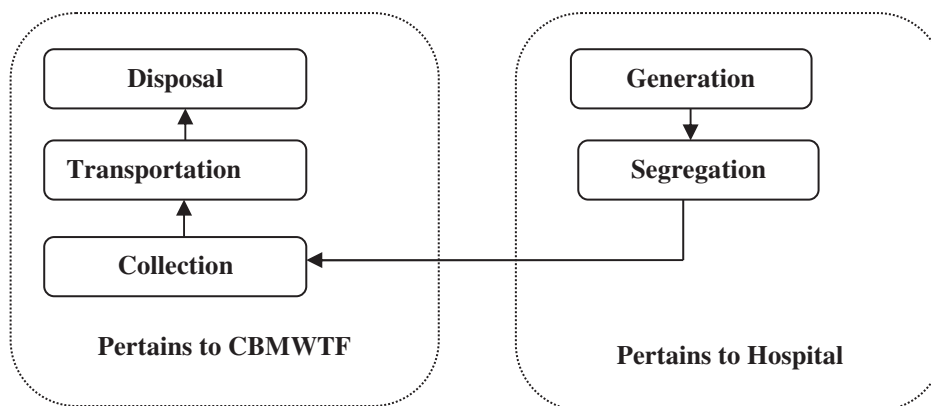 Disposal
Transportation
Collection
Pertains to CBMWTF
Generation
Segregation
Pertains to Hospital